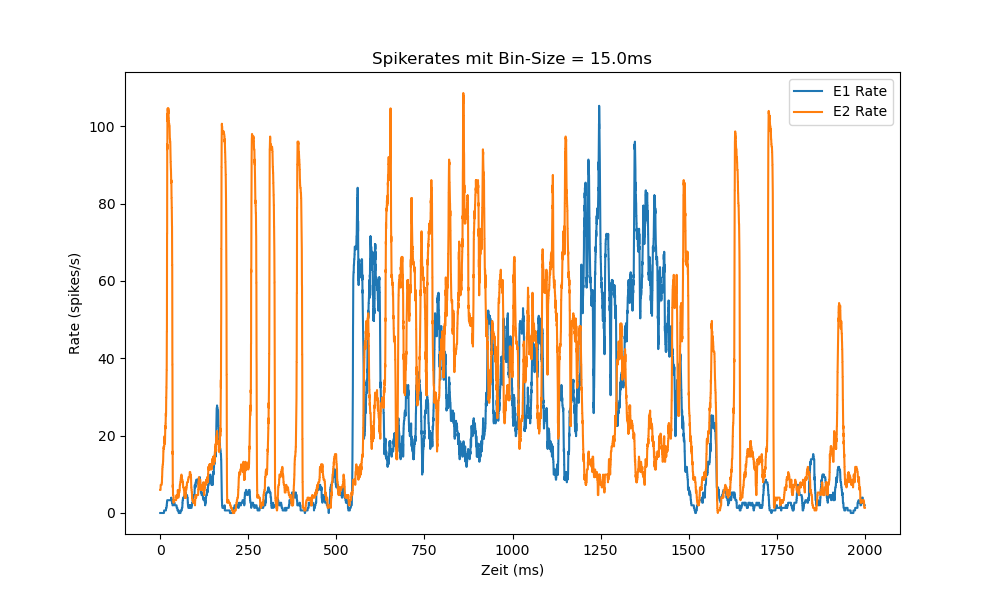 Spikerates mit Bin-Size = 15.0ms
E1 Rate
E2 Rate
Rate (spikes/s)
100
80
60
40
20
0
0 250 500 750 1000 1250 1500 1750 2000
Zeit (ms)